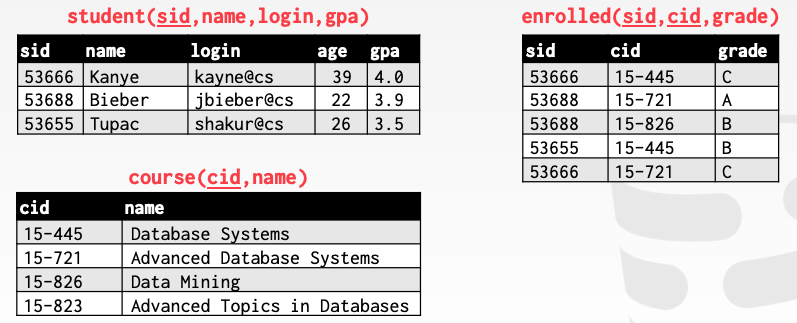 student(sid,name,login,gpa)
sid name login age gpa
53666 Kanye kayne@cs 39 4.0
53688 Bieber jbieber@cs 22 3.9
53655 Tupac shakur@cs 26 3.5
course(cid,name)
cid name
15-445 Database Systems
15-721 Advanced Database Systems
15-826 Data Mining
15-823 Advanced Topics in Databases
enrolled(sid,cid,grade)
sid cid grade
53666 15-445 C
53688 15-721 A
53688 15-826 B
53655 15-445 B
53666 15-721 C